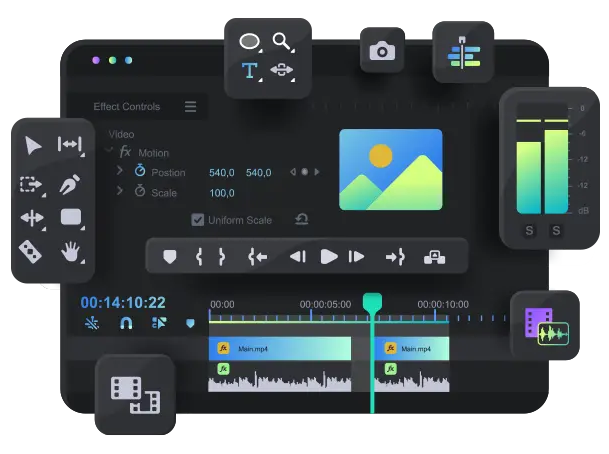 T
Effect Controls
0
-6
-12
-12
dB
S S
Video
fx Motion
Postion 540,0 540,0
Scale 100,0
Uniform Scale
00:14:10:22
00:00 00:00:05:00 00:00:10:00
fx Main.mp4 fx Main.mp4
fx fx